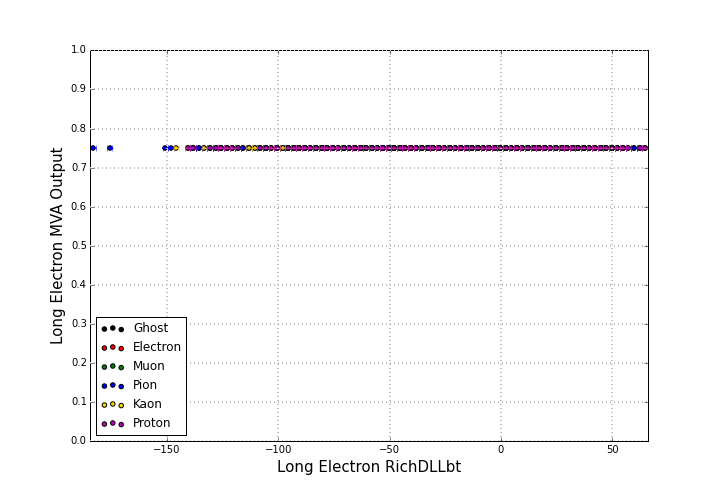 1.0
0.9
0.8
0.7
0.6
0.5
0.4
0.3
0.2
0.1
0.0
Long Electron MVA Output
Ghost
Electron
Muon
Pion
Kaon
Proton
−150 −100 −50 0 50
Long Electron RichDLLbt